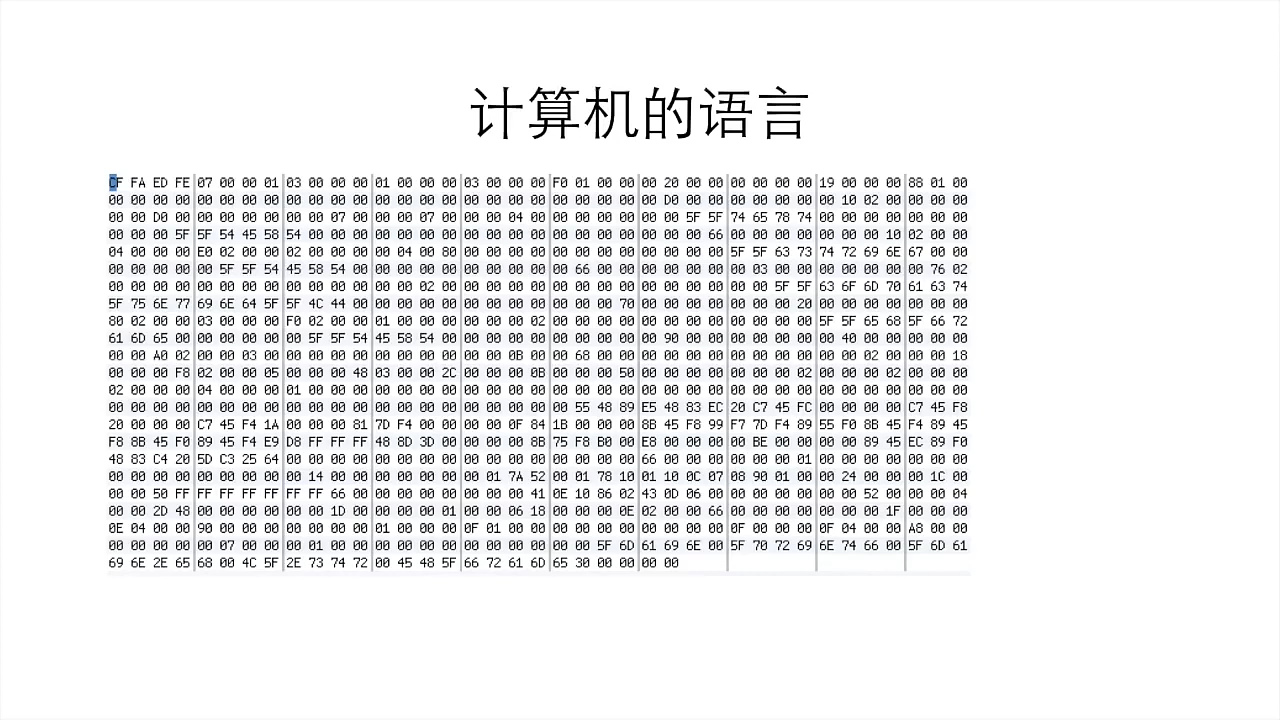 计算机的语言
CF FA ED FE 07 00 00 01 03 00 00 00 01 00 00 00 03 00 00 00 F0 01 00 00 00 20 00 00 00 00 00 00 19 00 00 00 88 01 00
00 00 00 00 00 00 00 00 00 00 00 00 00 00 00 00 00 00 00 00 00 00 00 00 00 D0 00 00 00 00 00 00 00 10 02 00 00 00 00
00 00 D0 00 00 00 00 00 00 00 07 00 00 00 07 00 00 00 04 00 00 00 00 00 00 00 5F 5F 74 65 78 74 00 00 00 00 00 00 00
00 00 00 5F 5F 54 45 58 54 00 00 00 00 00 00 00 00 00 00 00 00 00 00 00 00 00 00 66 00 00 00 00 00 00 00 10 02 00 00
04 00 00 00 E0 02 00 00 02 00 00 00 00 04 00 80 00 00 00 00 00 00 00 00 00 00 00 00 5F 5F 63 73 74 72 69 6E 67 00 00
00 00 00 00 00 5F 5F 54 45 58 54 00 00 00 00 00 00 00 00 00 00 66 00 00 00 00 00 00 00 03 00 00 00 00 00 00 00 76 02
00 00 00 00 00 00 00 00 00 00 00 00 00 00 02 00 00 00 00 00 00 00 00 00 00 00 00 00 00 00 5F 5F 63 6F 6D 70 61 63 74
5F 75 6E 77 69 6E 64 5F 5F 4C 44 00 00 00 00 00 00 00 00 00 00 00 00 70 00 00 00 00 00 00 00 20 00 00 00 00 00 00 00
80 02 00 00 03 00 00 00 F0 02 00 00 01 00 00 00 00 00 00 02 00 00 00 00 00 00 00 00 00 00 00 00 5F 5F 65 68 5F 66 72
61 6D 65 00 00 00 00 00 00 5F 5F 54 45 58 54 00 00 00 00 00 00 00 00 00 00 90 00 00 00 00 00 00 00 40 00 00 00 00 00
00 00 A0 02 00 00 03 00 00 00 00 00 00 00 00 00 00 00 0B 00 00 68 00 00 00 00 00 00 00 00 00 00 00 00 02 00 00 00 18
00 00 00 F8 02 00 00 05 00 00 00 48 03 00 00 2C 00 00 00 0B 00 00 00 50 00 00 00 00 00 00 00 02 00 00 00 02 00 00 00
02 00 00 00 04 00 00 00 01 00 00 00 00 00 00 00 00 00 00 00 00 00 00 00 00 00 00 00 00 00 00 00 00 00 00 00 00 00 00
00 00 00 00 00 00 00 00 00 00 00 00 00 00 00 00 00 00 00 00 00 55 48 89 E5 48 83 EC 20 C7 45 FC 00 00 00 00 C7 45 F8
20 00 00 00 C7 45 F4 1A 00 00 00 81 7D F4 00 00 00 00 0F 84 1B 00 00 00 8B 45 F8 99 F7 7D F4 89 55 F0 8B 45 F4 89 45
F8 8B 45 F0 89 45 F4 E9 D8 FF FF FF 48 8D 3D 00 00 00 00 8B 75 F8 B0 00 E8 00 00 00 00 BE 00 00 00 00 89 45 EC 89 F0
48 83 C4 20 5D C3 25 64 00 00 00 00 00 00 00 00 00 00 00 00 00 00 00 00 66 00 00 00 00 00 00 01 00 00 00 00 00 00 00
00 00 00 00 00 00 00 00 00 14 00 00 00 00 00 00 00 01 7A 52 00 01 78 10 01 10 0C 07 08 90 01 00 00 24 00 00 00 1C 00
00 00 50 FF FF FF FF FF FF FF 66 00 00 00 00 00 00 00 00 41 0E 10 86 02 43 0D 06 00 00 00 00 00 00 00 52 00 00 00 04
00 00 2D 48 00 00 00 00 00 00 1D 00 00 00 00 01 00 00 06 18 00 00 00 0E 02 00 00 66 00 00 00 00 00 00 00 1F 00 00 00
0E 04 00 00 90 00 00 00 00 00 00 00 01 00 00 00 0F 01 00 00 00 00 00 00 00 00 00 00 0F 00 00 00 0F 04 00 00 A8 00 00
00 00 00 00 00 07 00 00 00 01 00 00 00 00 00 00 00 00 00 00 00 00 5F 6D 61 69 6E 00 5F 70 72 69 6E 74 66 00 5F 6D 61
69 6E 2E 65 68 00 4C 5F 2E 73 74 72 00 45 48 5F 66 72 61 6D 65 30 00 00 00 00